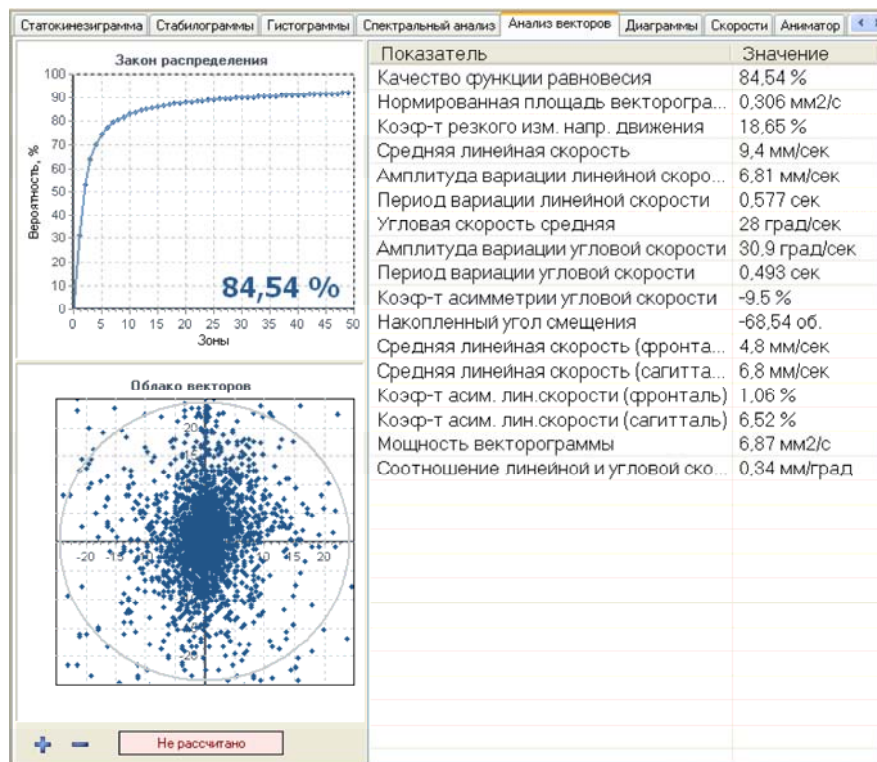 Статокинезиграмма Стабилограммы Гистограммы Спектральный анализ Анализ векторов Диаграммы Скорости Аниматор
Закон распределения
100
90
80
70
60
50
40
30
20
10
0
Вероятность, %
84,54 %
0 5 10 15 20 25 30 35 40 45 50
Зоны
Облако векторов
20
-20 -15 15 20
-20
Не рассчитано
Показатель Значение
Качество функции равновесия 84,54 %
Нормированная площадь векторогра... 0,306 мм2/с
Коэф-т резкого изм. напр. движения 18,65 %
Средняя линейная скорость 9,4 мм/сек
Амплитуда вариации линейной скоро... 6,81 мм/сек
Период вариации линейной скорости 0,577 сек
Угловая скорость средняя 28 град/сек
Амплитуда вариации угловой скорости 30,9 град/сек
Период вариации угловой скорости 0,493 сек
Коэф-т асимметрии угловой скорости -9,5 %
Накопленный угол смещения -68,54 об.
Средняя линейная скорость (фронта... 4,8 мм/сек
Средняя линейная скорость (сагитта... 6,8 мм/сек
Коэф-т асим. лин.скорости (фронталь) 1,06 %
Коэф-т асим. лин.скорости (сагитталь) 6,52 %
Мощность векторограммы 6,87 мм2/с
Соотношение линейной и угловой ско... 0,34 мм/град